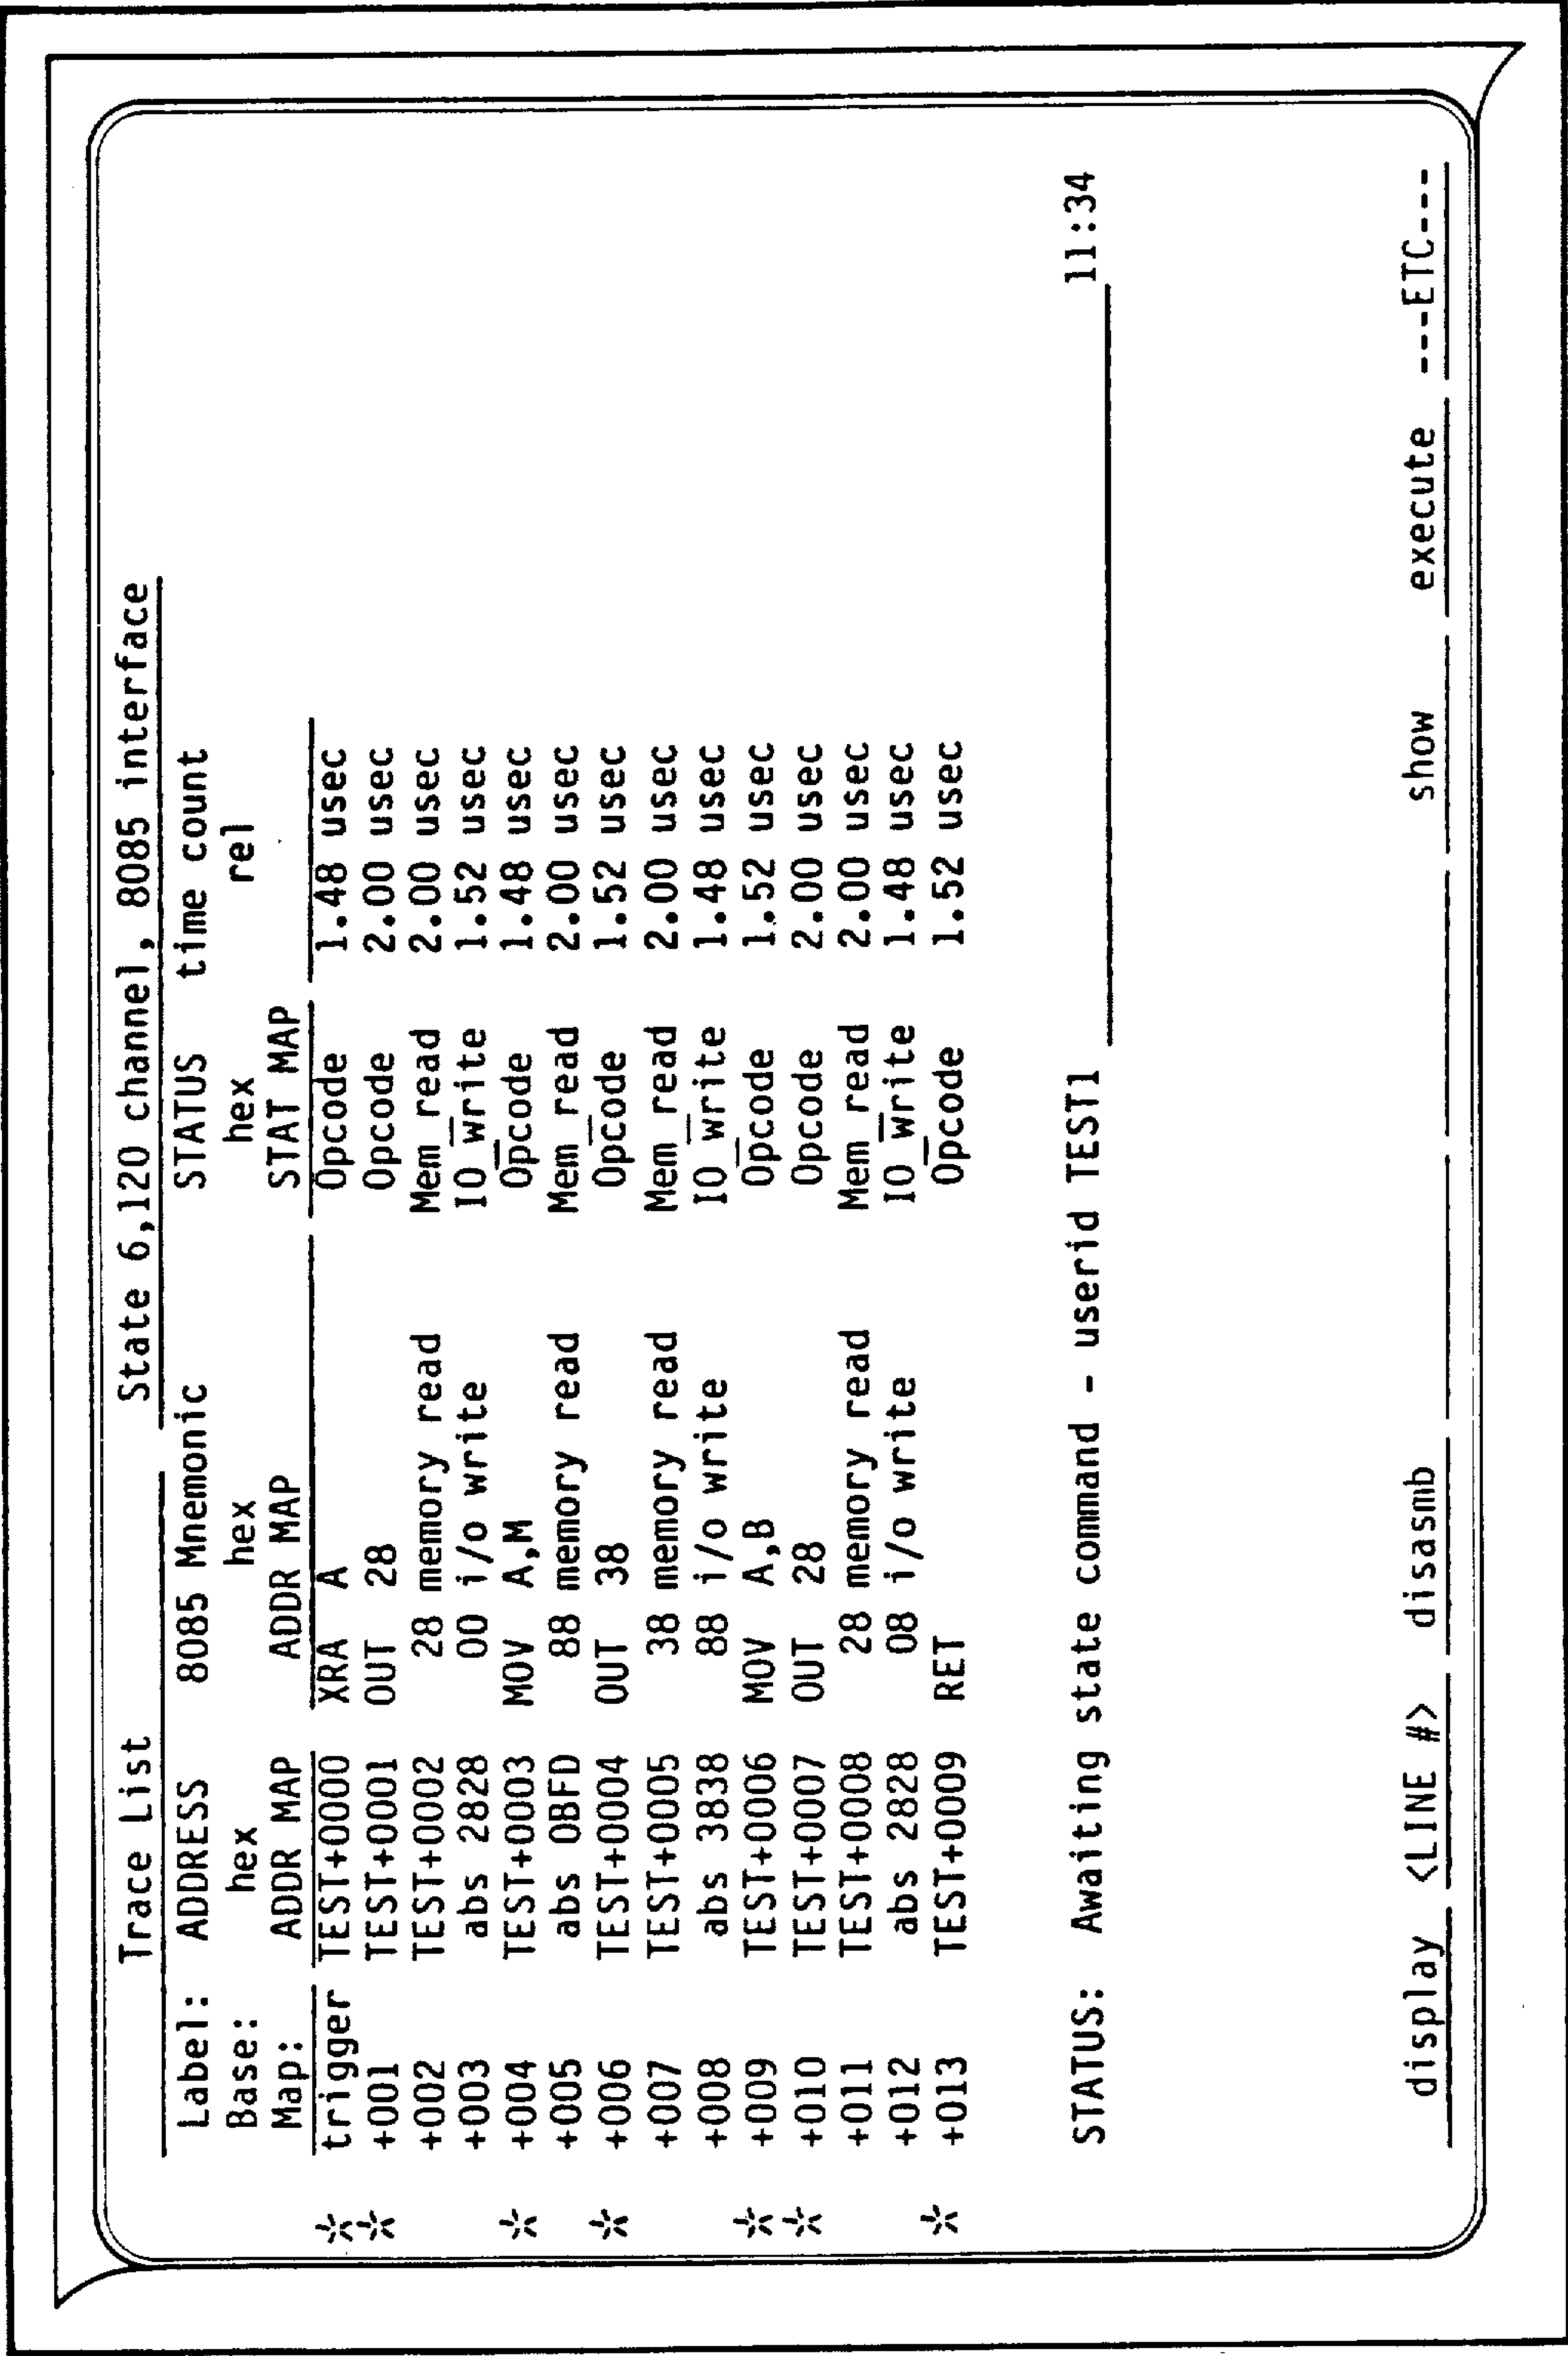 Trace List          State 6,120 channel, 8085 interface
Label:  ADDRESS    8085 Mnemonic    STATUS   time count
Base:   hex    hex    hex    rel
Map:   ADDR MAP    ADDR MAP    STAT MAP
* trigger TEST+0000  XRA  A    Opcode    1.48 usec
* +001  TEST+0001  OUT  28    Opcode    2.00 usec
+002  TEST+0002  28 memory read    Mem_read  2.00 usec
+003  abs 2828  00 i/o write    IO_write  1.52 usec
* +004  TEST+0003  MOV  A,M    Opcode    1.48 usec
+005  abs 0BFD  88 memory read    Mem_read  2.00 usec
* +006  TEST+0004  OUT  38    Opcode    1.52 usec
+007  TEST+0005  38 memory read    Mem_read  2.00 usec
+008  abs 3838  88 i/o write    IO_write  1.48 usec
* +009  TEST+0006  MOV  A,B    Opcode    1.52 usec
* +010  TEST+0007  OUT  28    Opcode    2.00 usec
+011  TEST+0008  28 memory read    Mem_read  2.00 usec
+012  abs 2828  08 i/o write    IO_write  1.48 usec
* +013  TEST+0009  RET    Opcode    1.52 usec
STATUS:  Awaiting state command - userid TEST1          11:34
display  <LINE #>  disasmb    show   execute  ---ETC---